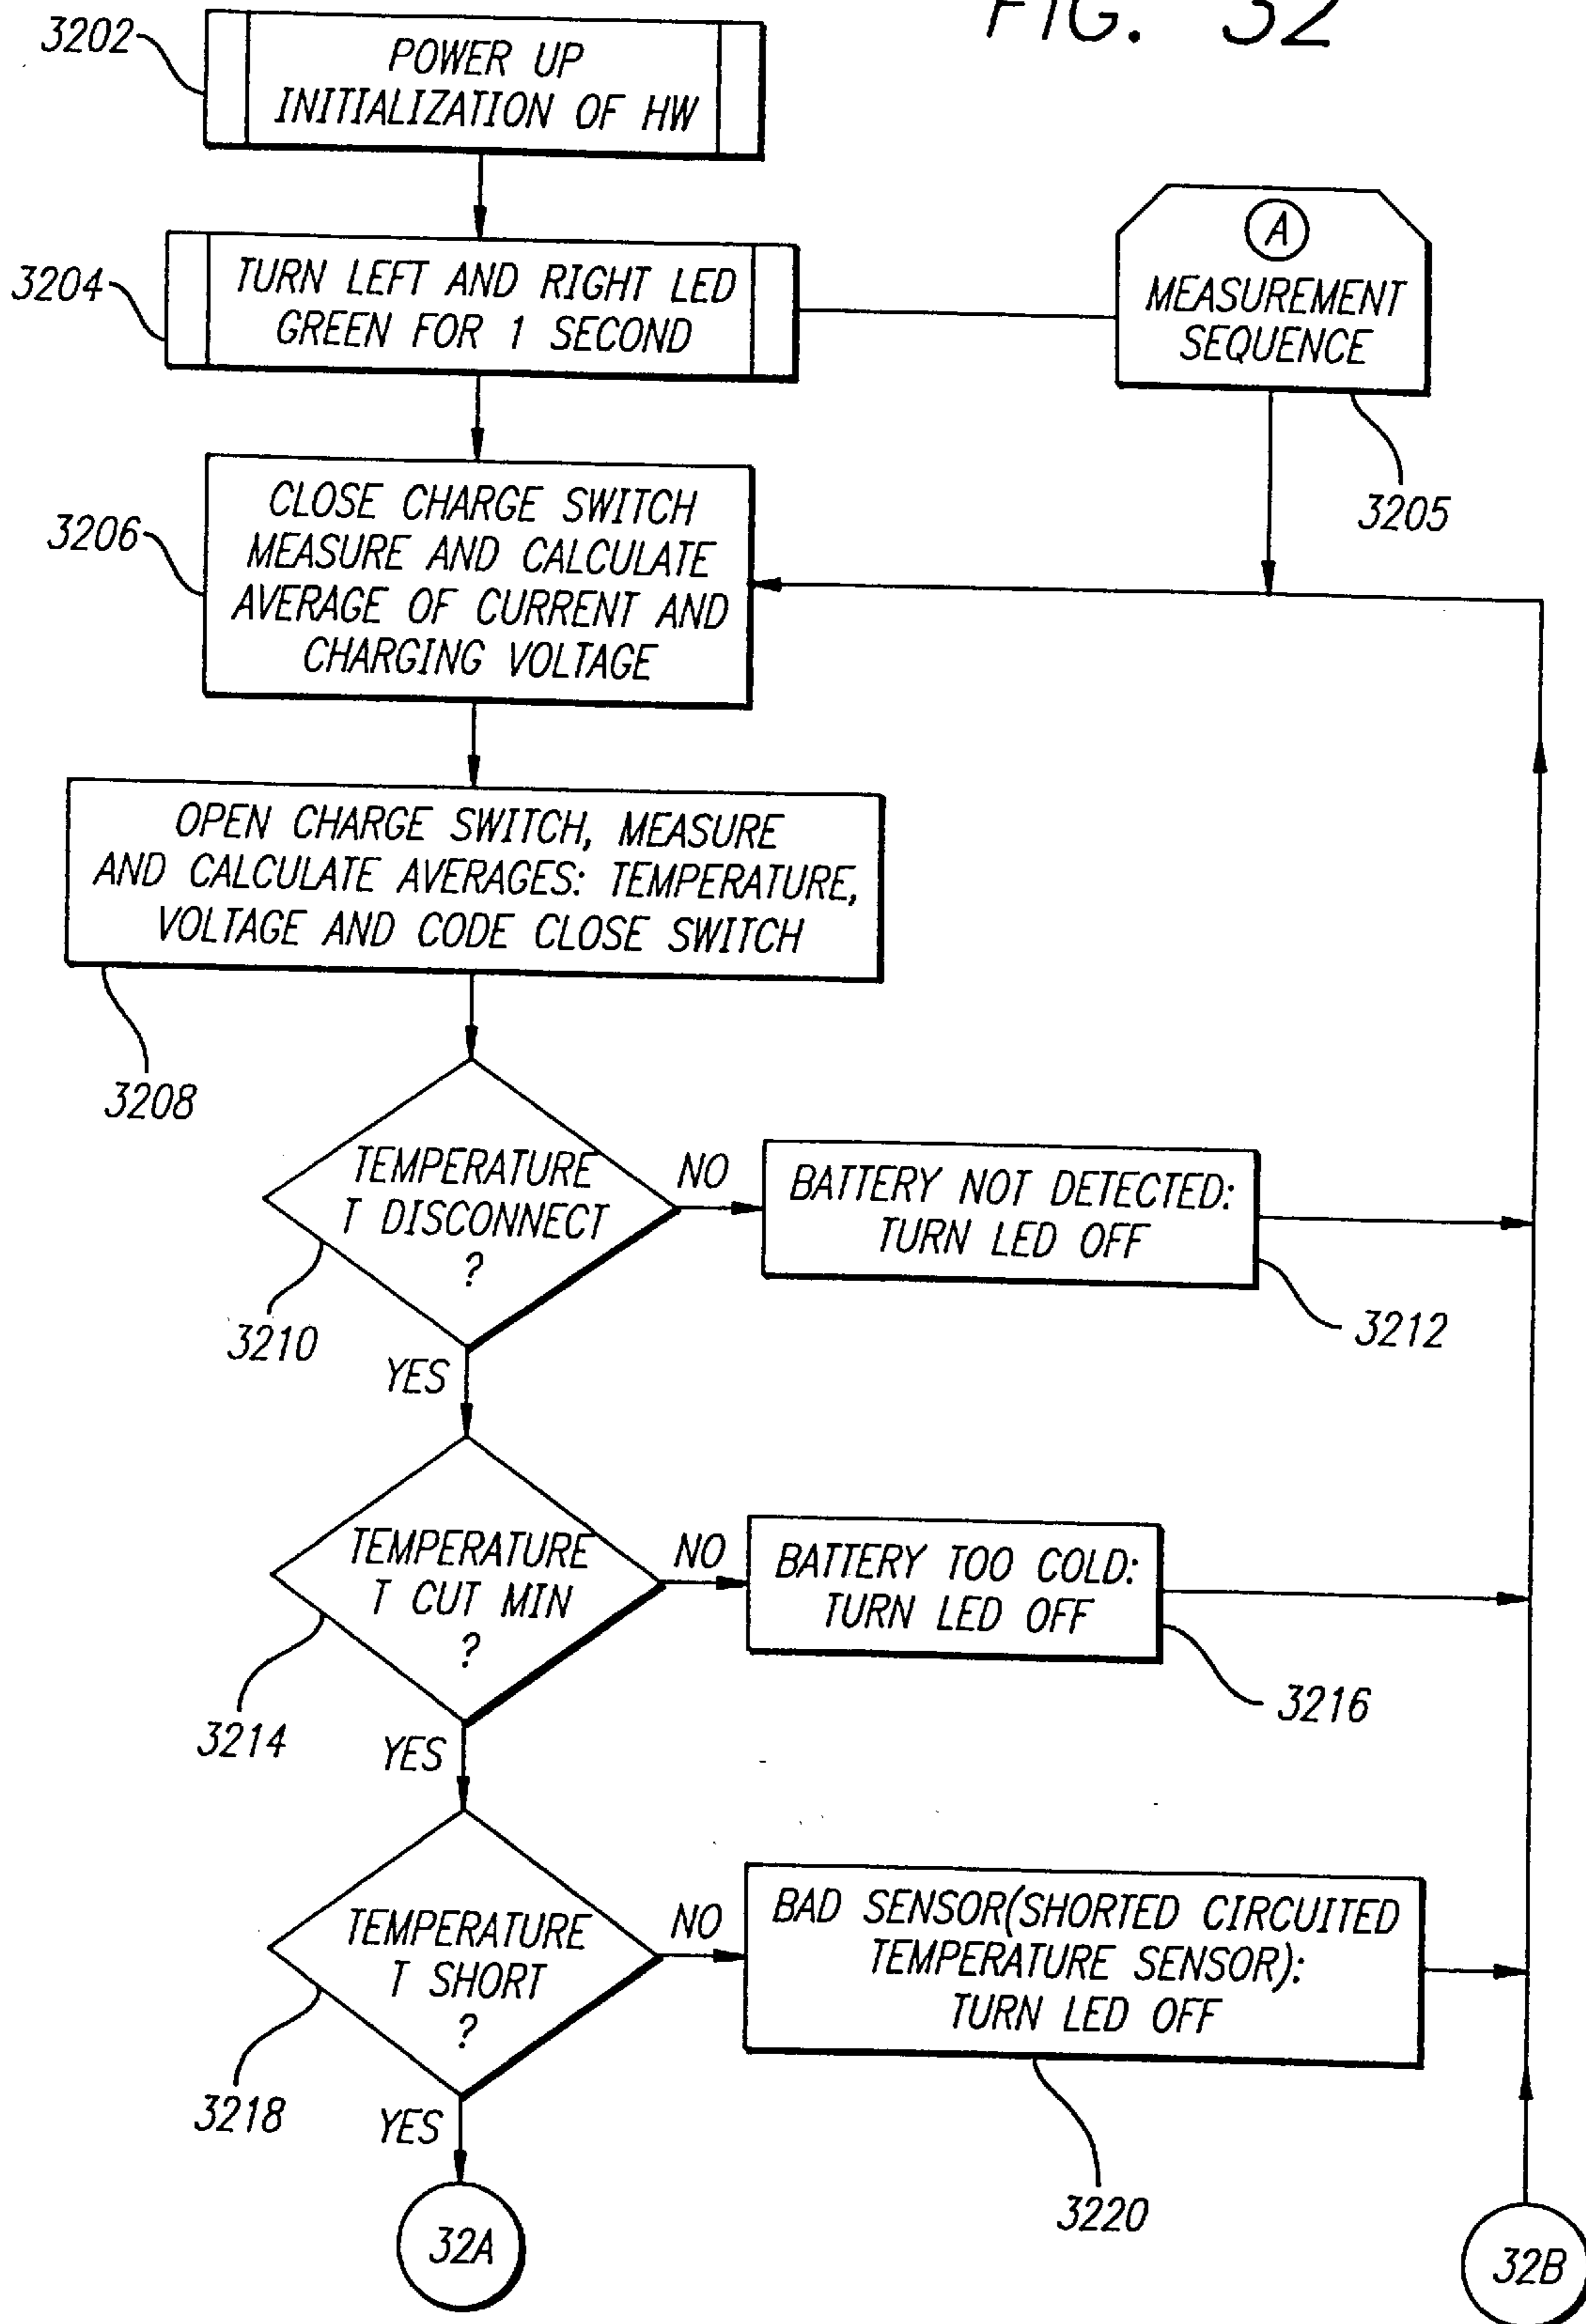 FIG. 32
3202
POWER UP
INITIALIZATION OF HW
3204
TURN LEFT AND RIGHT LED
GREEN FOR 1 SECOND
A
MEASUREMENT
SEQUENCE
3205
3206
CLOSE CHARGE SWITCH
MEASURE AND CALCULATE
AVERAGE OF CURRENT AND
CHARGING VOLTAGE
OPEN CHARGE SWITCH, MEASURE
AND CALCULATE AVERAGES: TEMPERATURE,
VOLTAGE AND CODE CLOSE SWITCH
3208
TEMPERATURE
T DISCONNECT
?
3210
NO
BATTERY NOT DETECTED:
TURN LED OFF
3212
YES
TEMPERATURE
T CUT MIN
?
3214
NO
BATTERY TOO COLD:
TURN LED OFF
3216
YES
TEMPERATURE
T SHORT
?
3218
NO
BAD SENSOR(SHORTED CIRCUITED
TEMPERATURE SENSOR):
TURN LED OFF
3220
YES
32A
32B